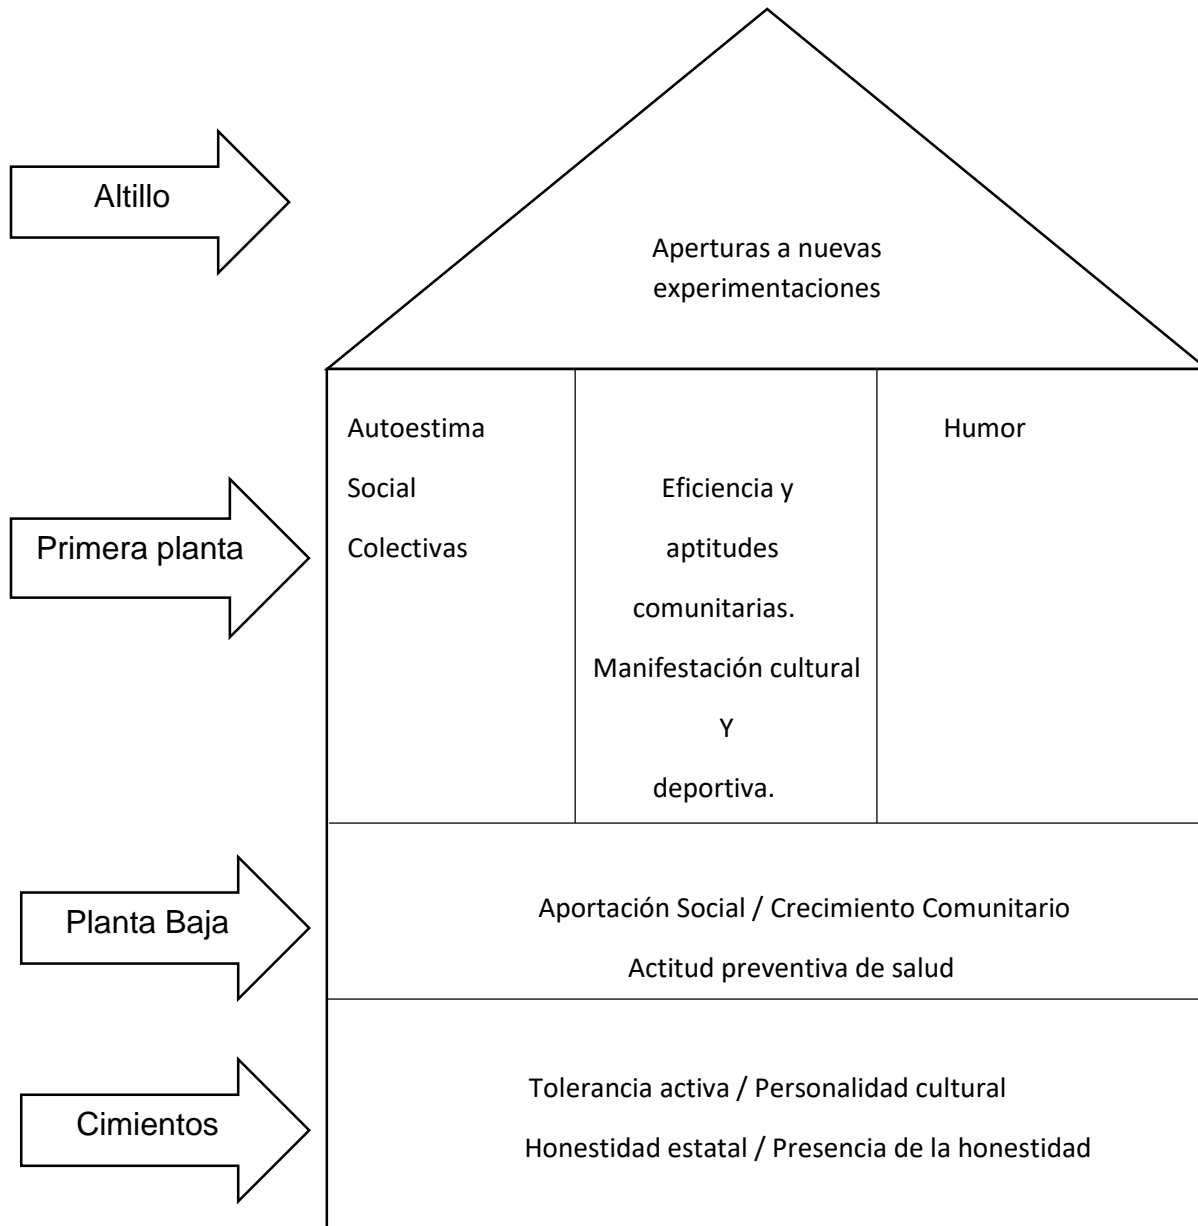 Altillo
Aperturas a nuevas
experimentaciones
Primera planta
Autoestima
Social
Colectivas
Eficiencia y
aptitudes
comunitarias.
Manifestación cultural
Y
deportiva.
Humor
Planta Baja
Aportación Social / Crecimiento Comunitario
Actitud preventiva de salud
Cimientos
Tolerancia activa / Personalidad cultural
Honestidad estatal / Presencia de la honestidad